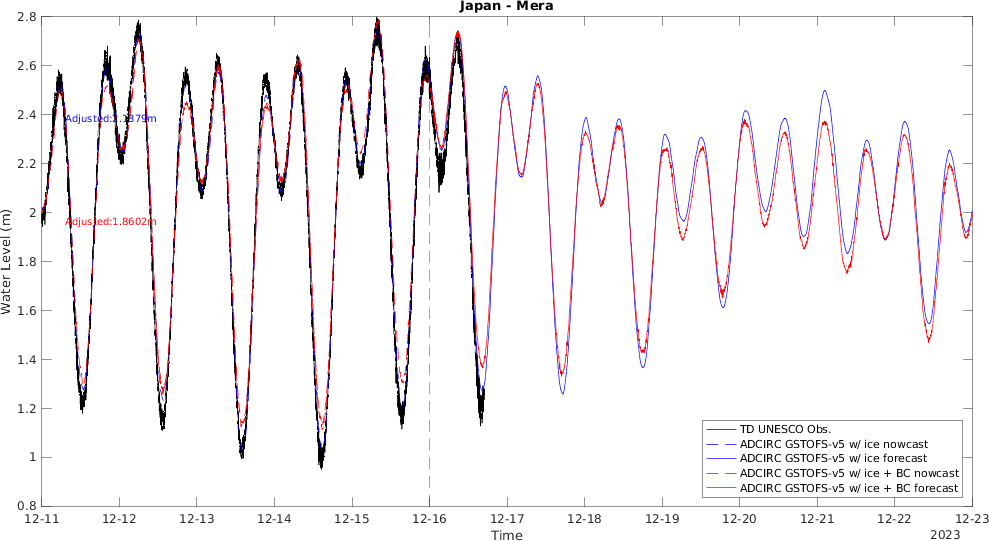 Japan - Mera
2.8
2.6
2.4
2.2
2
1.8
1.6
1.4
1.2
1
0.8
Water Level (m)
Adjusted:2.1379m
Adjusted:1.8602m
TD UNESCO Obs.
ADCIRC GSTOFS-v5 w/ ice nowcast
ADCIRC GSTOFS-v5 w/ ice forecast
ADCIRC GSTOFS-v5 w/ ice + BC nowcast
ADCIRC GSTOFS-v5 w/ ice + BC forecast
12-11 12-12 12-13 12-14 12-15 12-16 12-17 12-18 12-19 12-20 12-21 12-22 12-23
Time
2023